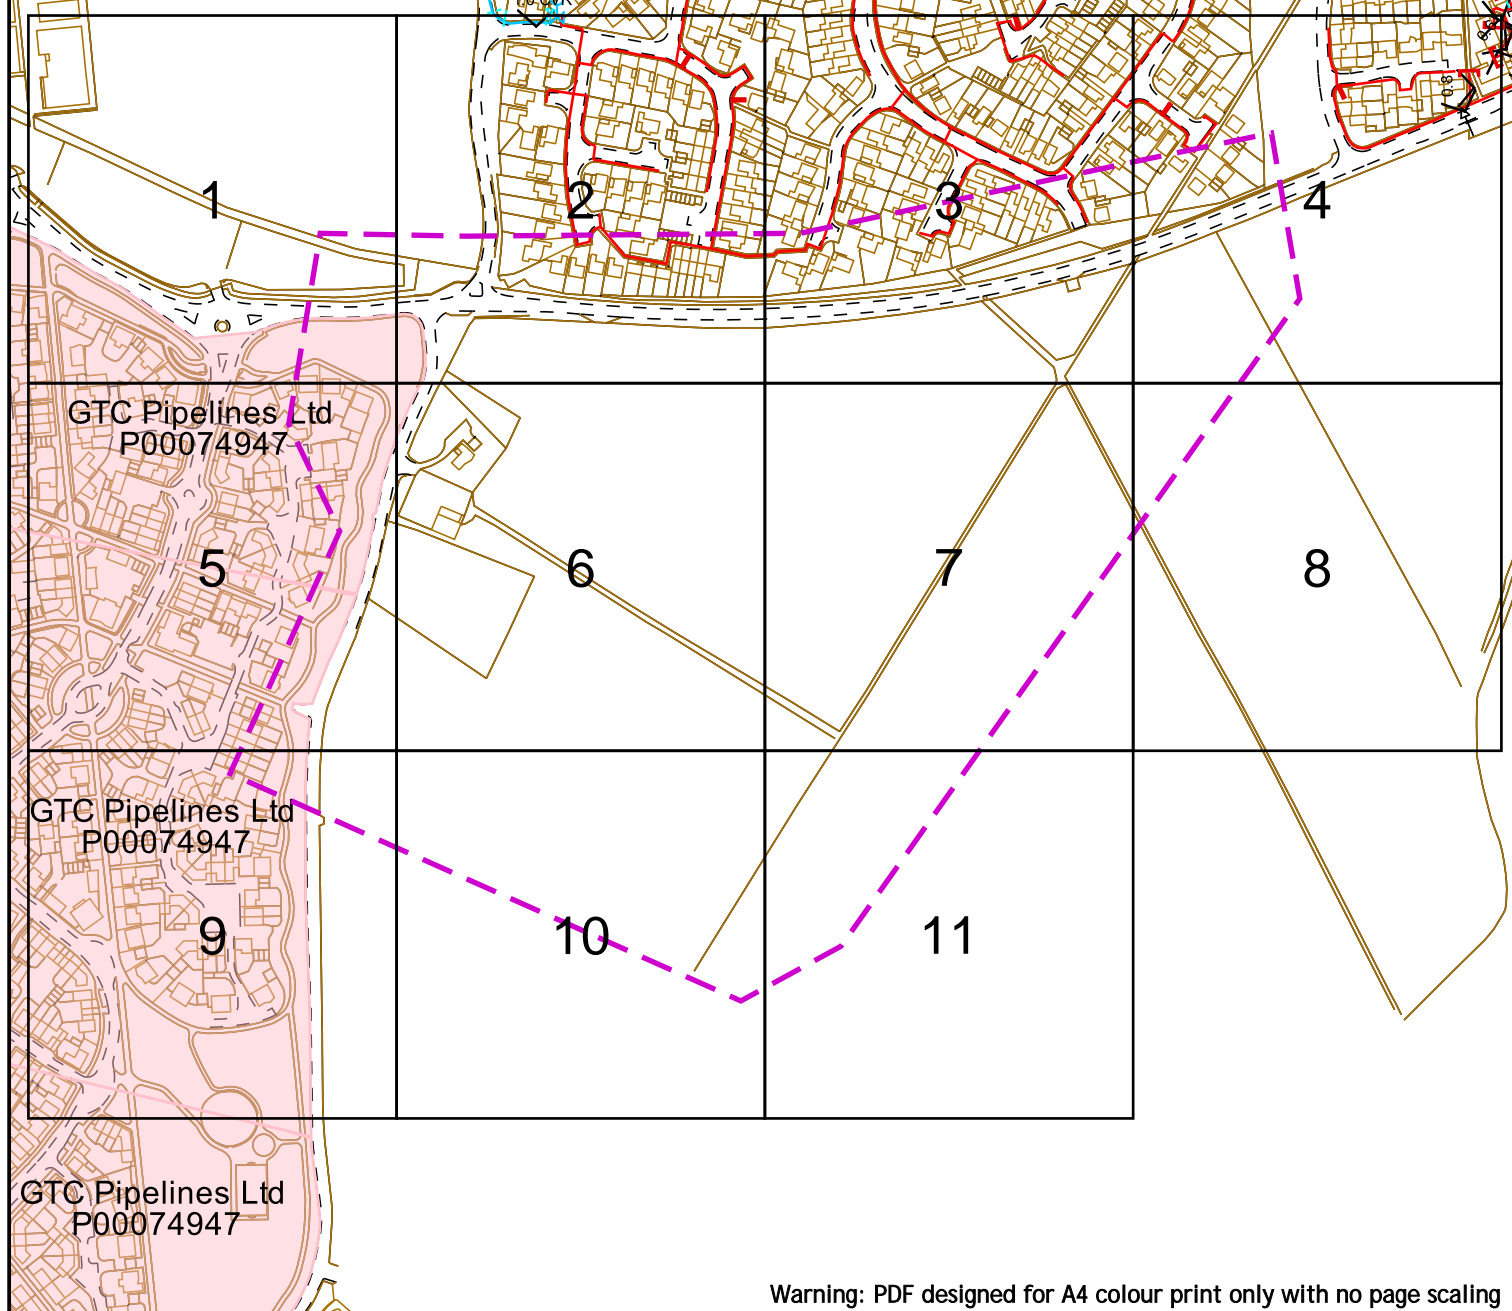 1
2
3
4
GTC Pipelines Ltd
P00074947
5
6
7
8
GTC Pipelines Ltd
P00074947
9
10
11
GTC Pipelines Ltd
P00074947
Warning: PDF designed for A4 colour print only with no page scaling